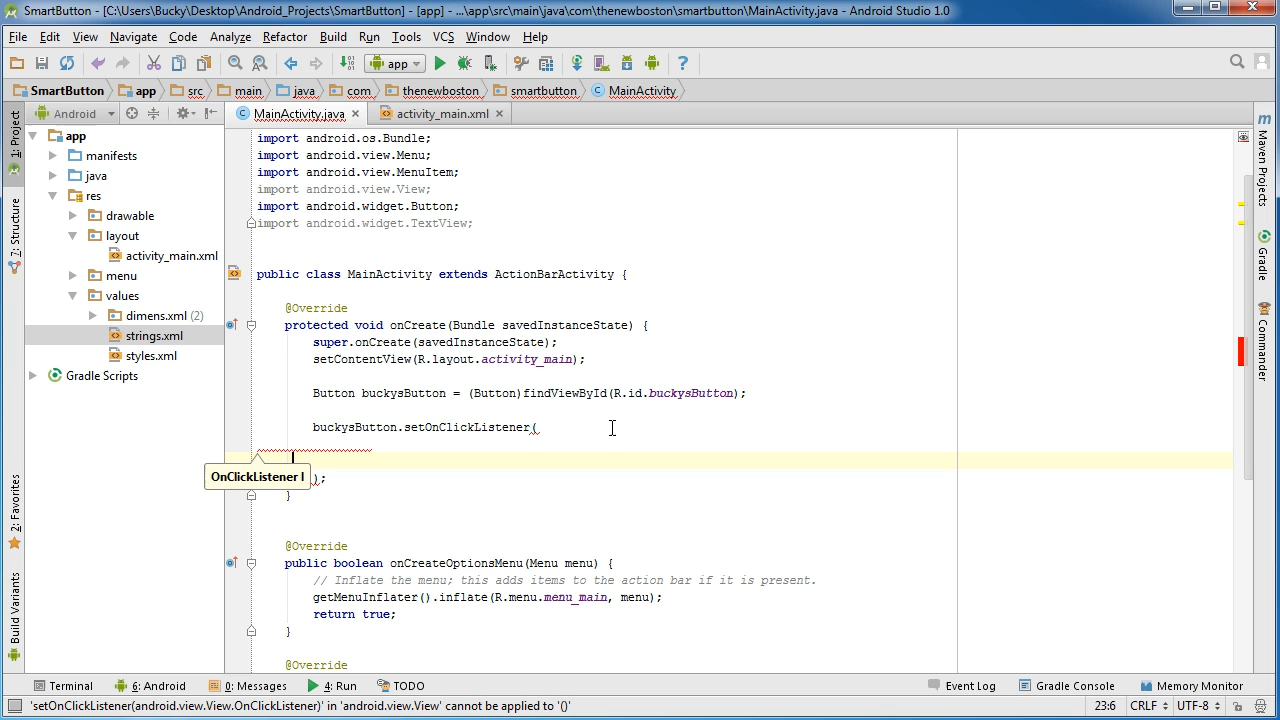 SmartButton - [C:\Users\Bucky\Desktop\Android_Projects\SmartButton] - [app] - ...\app\src\main\java\com\thenewboston\smartbutton\MainActivity.java - Android Studio 1.0
File Edit View Navigate Code Analyze Refactor Build Run Tools VCS Window Help
app
SmartButton app src main java com thenewboston smartbutton MainActivity
Android
MainActivity.java activity_main.xml
1: Project
7: Structure
2: Favorites
Build Variants
app
manifests
java
res
drawable
layout
activity_main.xml
menu
values
dimens.xml (2)
strings.xml
styles.xml
Gradle Scripts
import android.os.Bundle;
import android.view.Menu;
import android.view.MenuItem;
import android.view.View;
import android.widget.Button;
import android.widget.TextView;
public class MainActivity extends ActionBarActivity {
@Override
protected void onCreate(Bundle savedInstanceState) {
super.onCreate(savedInstanceState);
setContentView(R.layout.activity_main);
Button buckysButton = (Button)findViewById(R.id.buckysButton);
buckysButton.setOnClickListener(
OnClickListener l
);
}
@Override
public boolean onCreateOptionsMenu(Menu menu) {
// Inflate the menu; this adds items to the action bar if it is present.
getMenuInflater().inflate(R.menu.menu_main, menu);
return true;
}
@Override
m
Maven Projects
Gradle
Commander
Terminal 6: Android 0: Messages 4: Run TODO Event Log Gradle Console Memory Monitor
'setOnClickListener(android.view.View.OnClickListener)' in 'android.view.View' cannot be applied to '()' 23:6 CRLF UTF-8